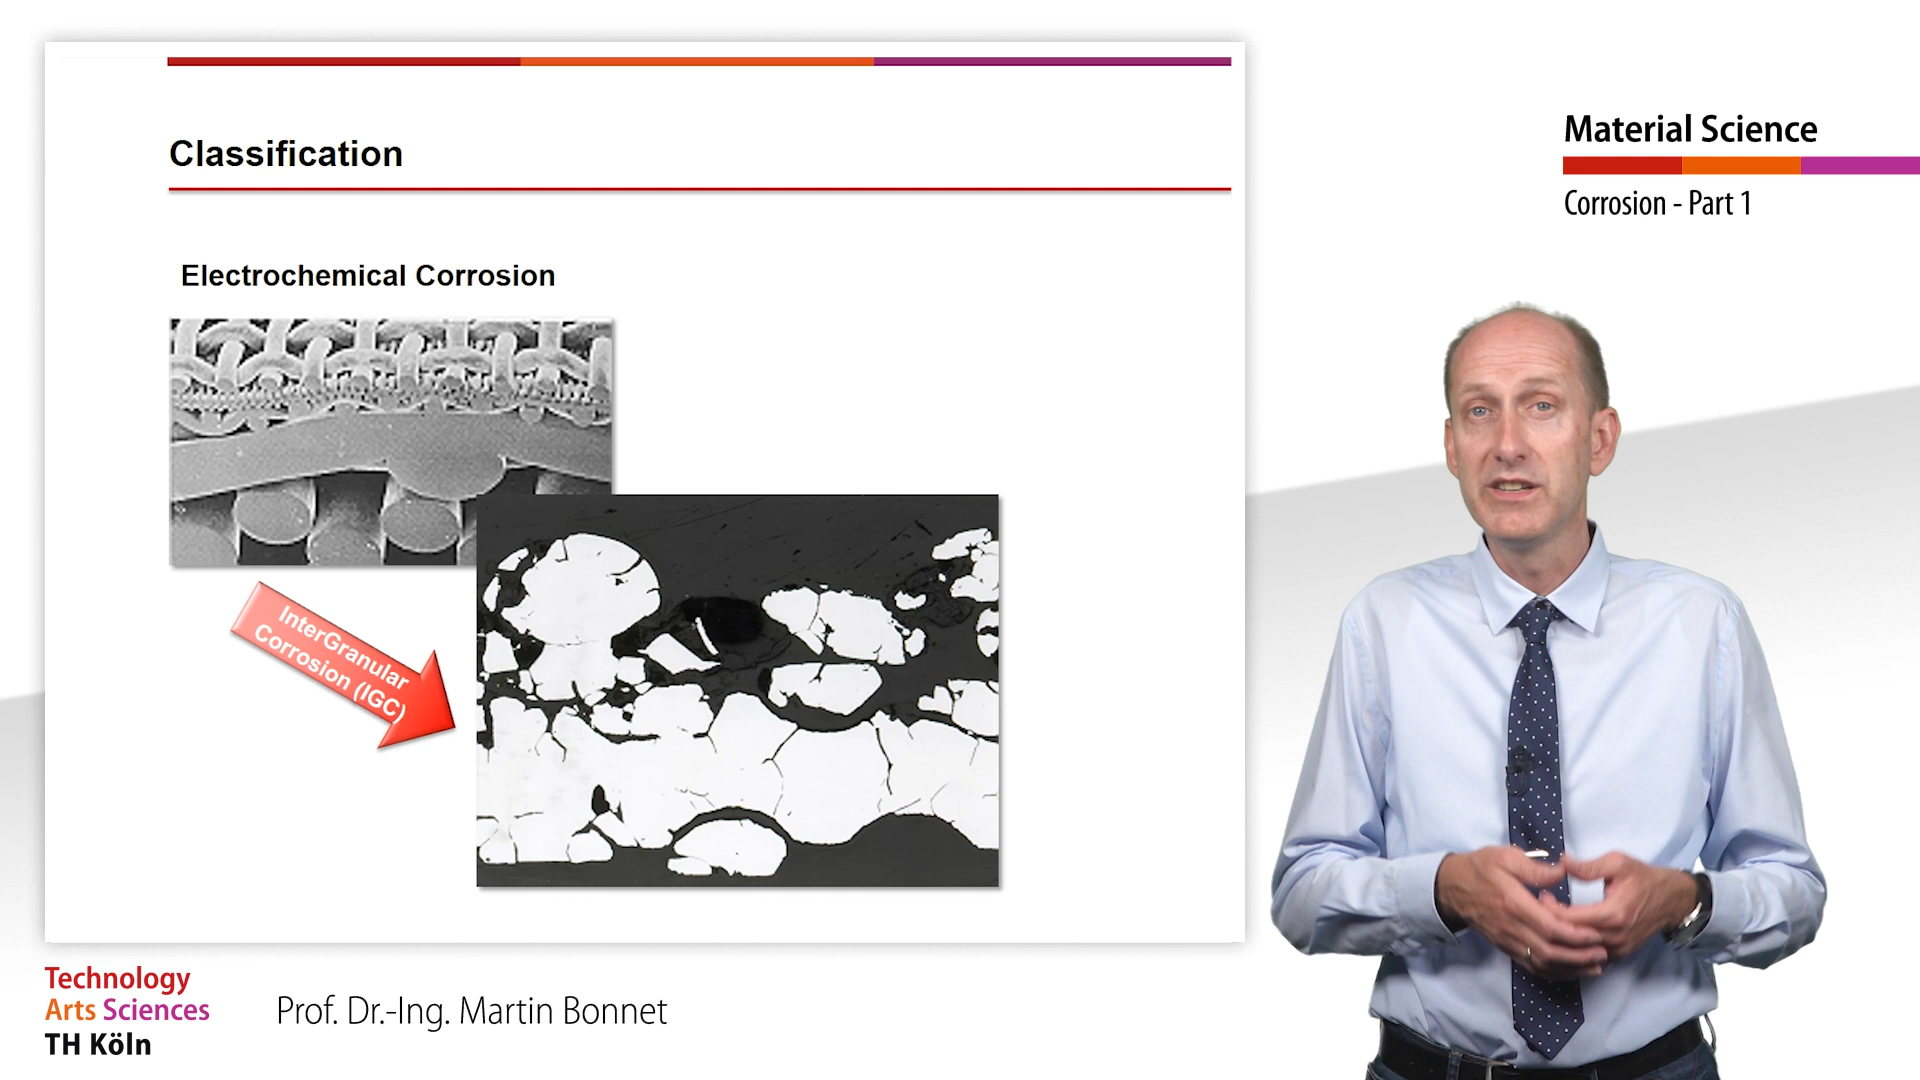 Classification
Electrochemical Corrosion
InterGranular
Corrosion (IGC)
Material Science
Corrosion - Part 1
Technology
Arts Sciences
TH Köln
Prof. Dr.-Ing. Martin Bonnet